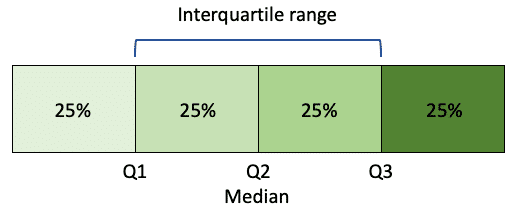 Interquartile range
25% 25% 25% 25%
Q1 Q2 Q3
Median